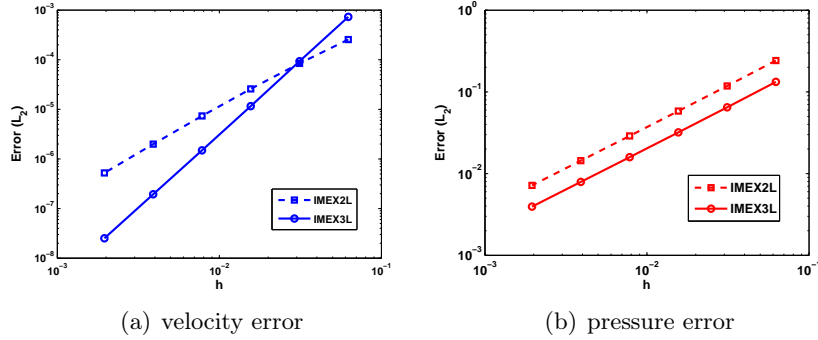 10⁻³
10⁻⁴
10⁻⁵
10⁻⁶
10⁻⁷
10⁻⁸
Error (L₂)
IMEX2L
IMEX3L
10⁻³
10⁻²
10⁻¹
h
(a) velocity error
10⁰
10⁻¹
10⁻²
10⁻³
Error (L₂)
IMEX2L
IMEX3L
10⁻³
10⁻²
10⁻¹
h
(b) pressure error